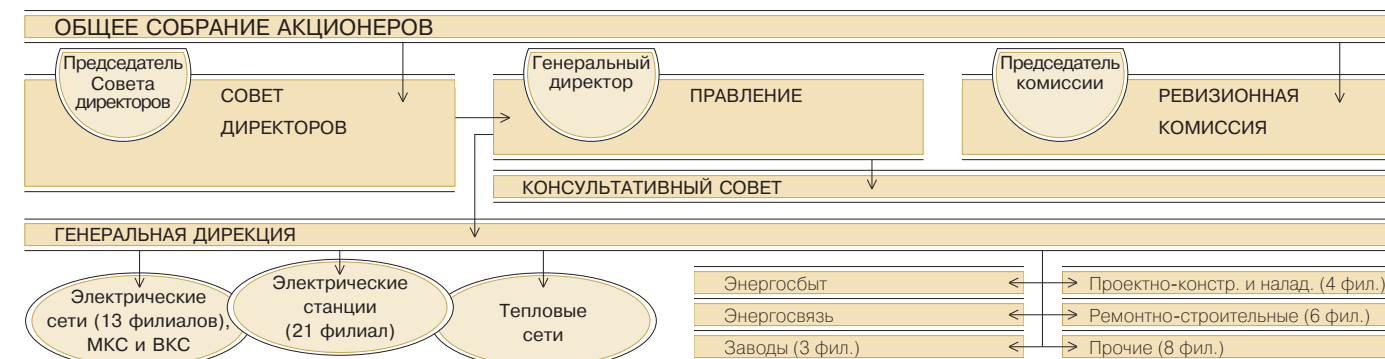 ОБЩЕЕ СОБРАНИЕ АКЦИОНЕРОВ
Председатель
Совета
директоров
СОВЕТ
ДИРЕКТОРОВ
Генеральный
директор
ПРАВЛЕНИЕ
Председатель
комиссии
РЕВИЗИОННАЯ
КОМИССИЯ
КОНСУЛЬТАТИВНЫЙ СОВЕТ
ГЕНЕРАЛЬНАЯ ДИРЕКЦИЯ
Электрические
сети (13 филиалов),
МКС и ВКС
Электрические
станции
(21 филиал)
Тепловые
сети
Энергосбыт
Проектно-констр. и налад. (4 фил.)
Энергосвязь
Ремонтно-строительные (6 фил.)
Заводы (3 фил.)
Прочие (8 фил.)